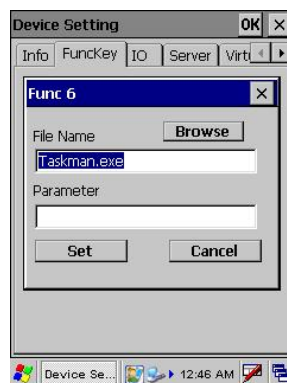 Device Setting OK ×
Info FuncKey IO Server Virt
Func 6 ×
File Name Browse
Taskman.exe
Parameter
Set Cancel
Device Se... 12:46 AM